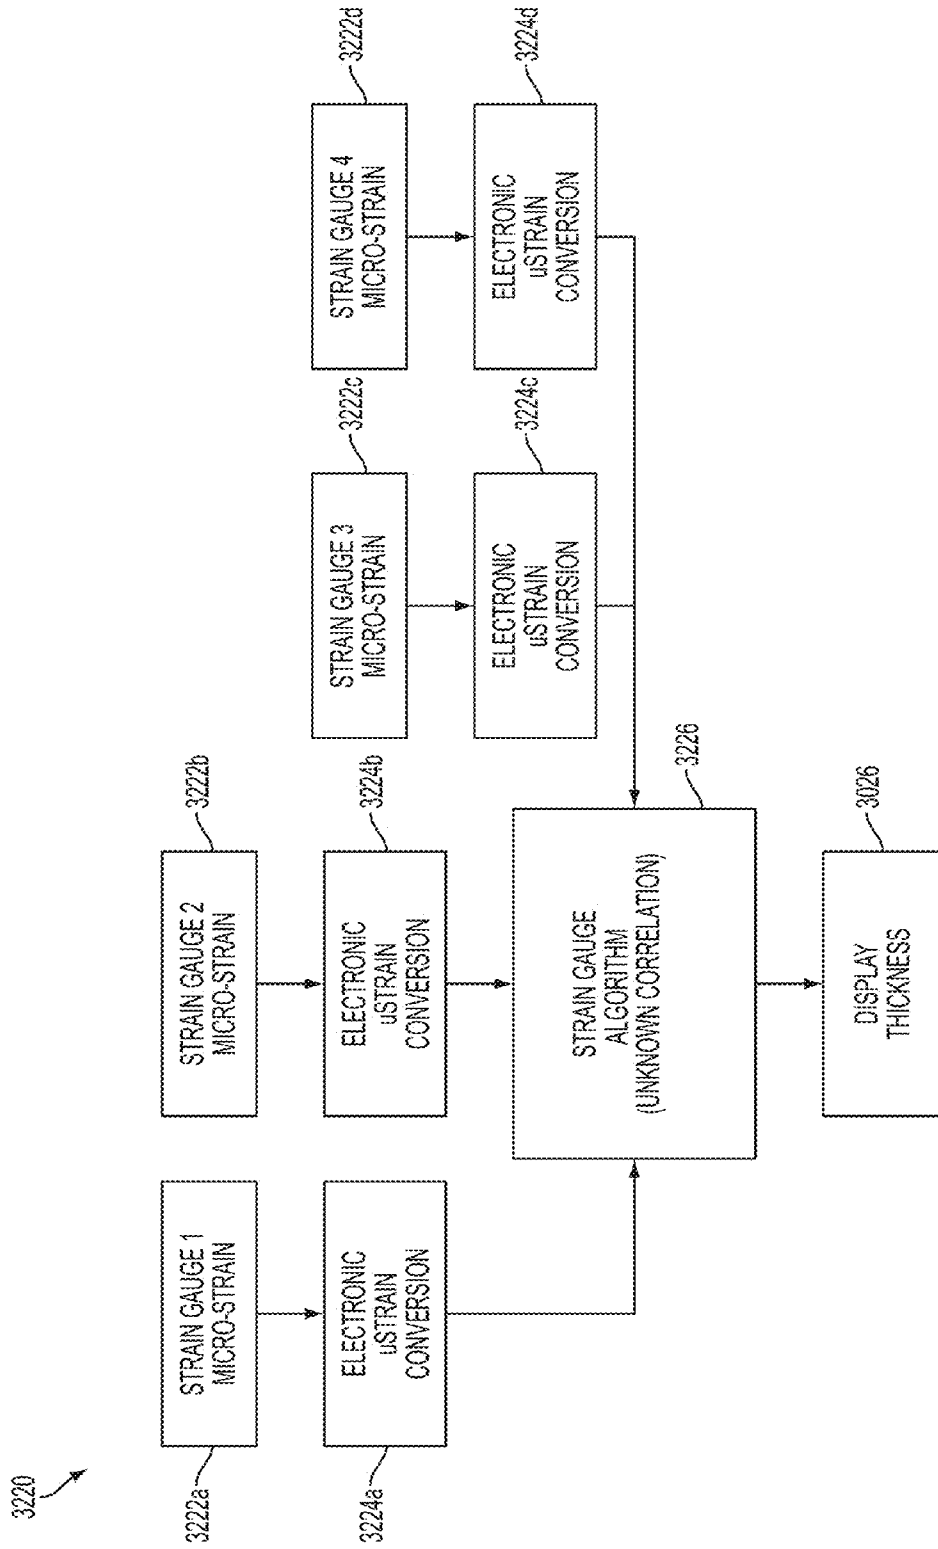 3220
3222a
STRAIN GAUGE 1
MICRO-STRAIN
3222b
STRAIN GAUGE 2
MICRO-STRAIN
3222c
STRAIN GAUGE 3
MICRO-STRAIN
3222d
STRAIN GAUGE 4
MICRO-STRAIN
3224a
ELECTRONIC
uSTRAIN
CONVERSION
3224b
ELECTRONIC
uSTRAIN
CONVERSION
3224c
ELECTRONIC
uSTRAIN
CONVERSION
3224d
ELECTRONIC
uSTRAIN
CONVERSION
3226
STRAIN GAUGE
ALGORITHM
(UNKNOWN CORRELATION)
3026
DISPLAY
THICKNESS